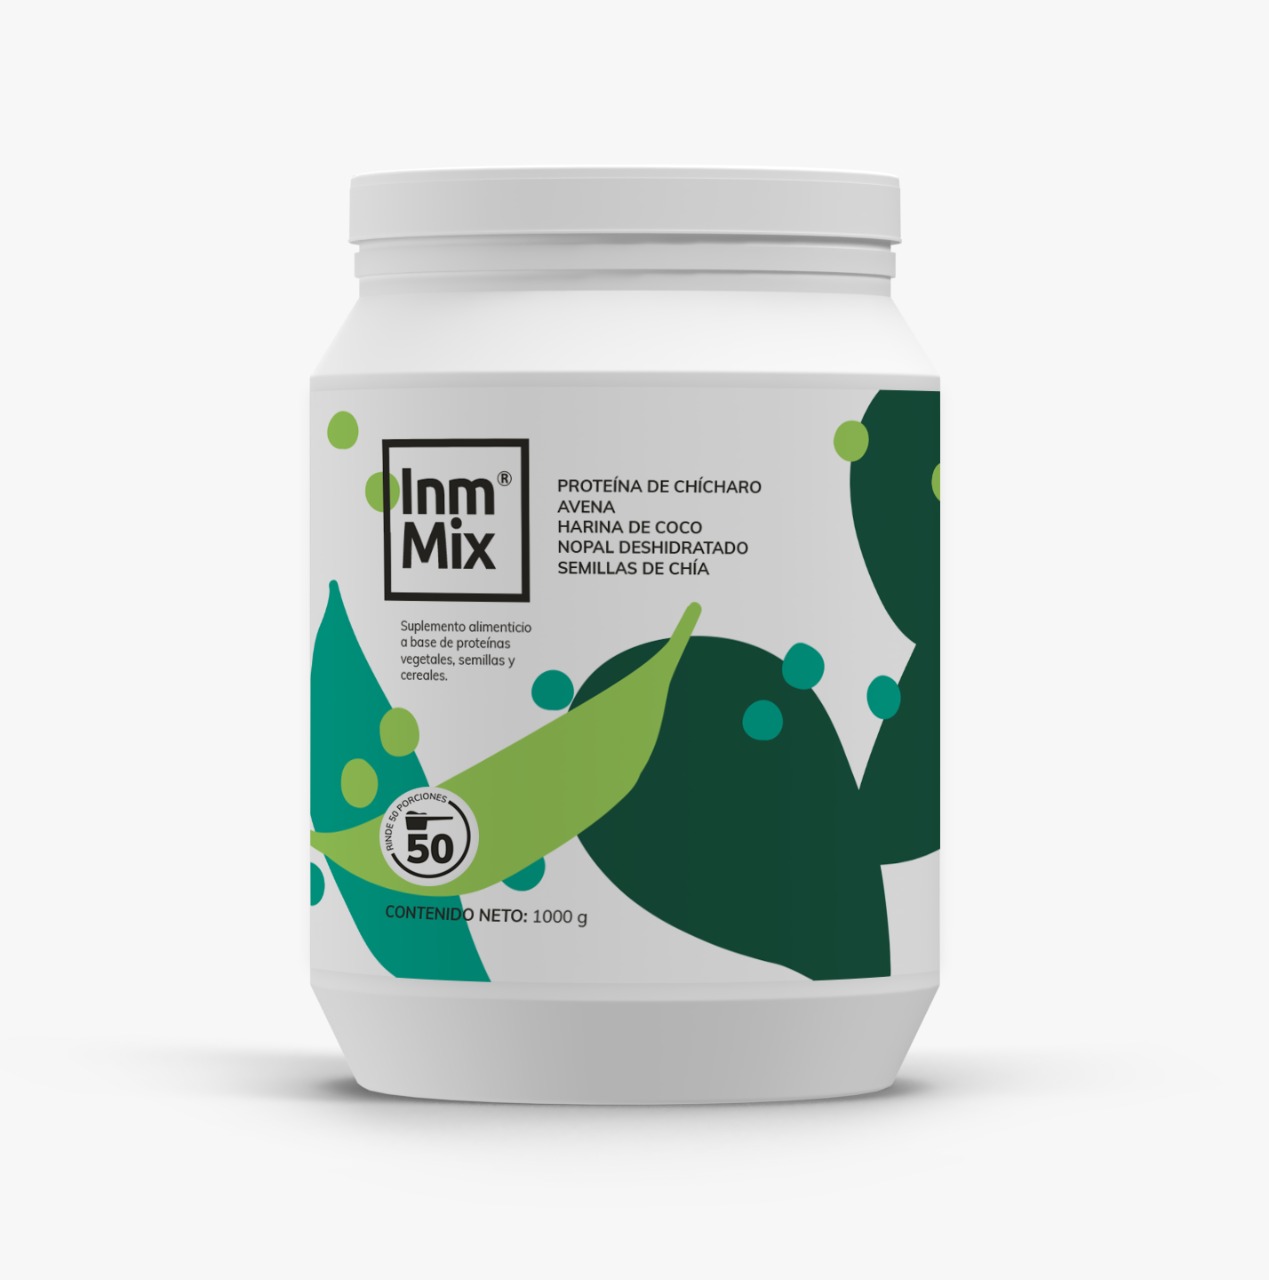 Inm®
Mix
PROTEÍNA DE CHÍCHARO
AVENA
HARINA DE COCO
NOPAL DESHIDRATADO
SEMILLAS DE CHÍA
Suplemento alimenticio
a base de proteínas
vegetales, semillas y
cereales.
RINDE 50 PORCIONES
50
CONTENIDO NETO: 1000 g